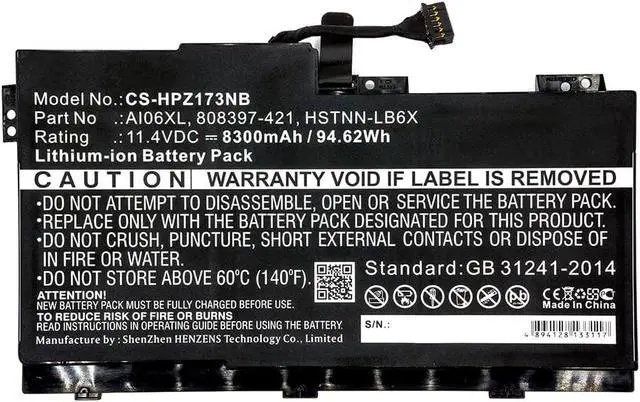 Model No.:CS-HPZ173NB
Part No :AI06XL, 808397-421, HSTNN-LB6X
Rating :11.4VDC ⎓ 8300mAh / 94.62Wh
Lithium-ion Battery Pack
CAUTION WARRANTY VOID IF LABEL IS REMOVED
•DO NOT ATTEMPT TO DISASSEMBLE, OPEN OR SERVICE THE BATTERY PACK.
•REPLACE ONLY WITH THE BATTERY PACK DESIGNATED FOR THIS PRODUCT.
•DO NOT CRUSH, PUNCTURE, SHORT EXTERNAL CONTACTS OR DISPOSE OF
IN FIRE OR WATER.
•DO NOT STORE ABOVE 60℃ (140℉).
Standard:GB 31241-2014
ATTENTION!
NEW BATTERY PACK MUST BE CHARGED BEFORE USE.
TO REDUCE RISK OF FIRE OR INJURIES
READ INSTRUCTIONS IN OPERATING MANUAL BEFORE USING THE BATTERY.
Manufacturer by : ShenZhen HENZENS Technology Co., Limited
CE
Made In China
S/N.:
4894128133117